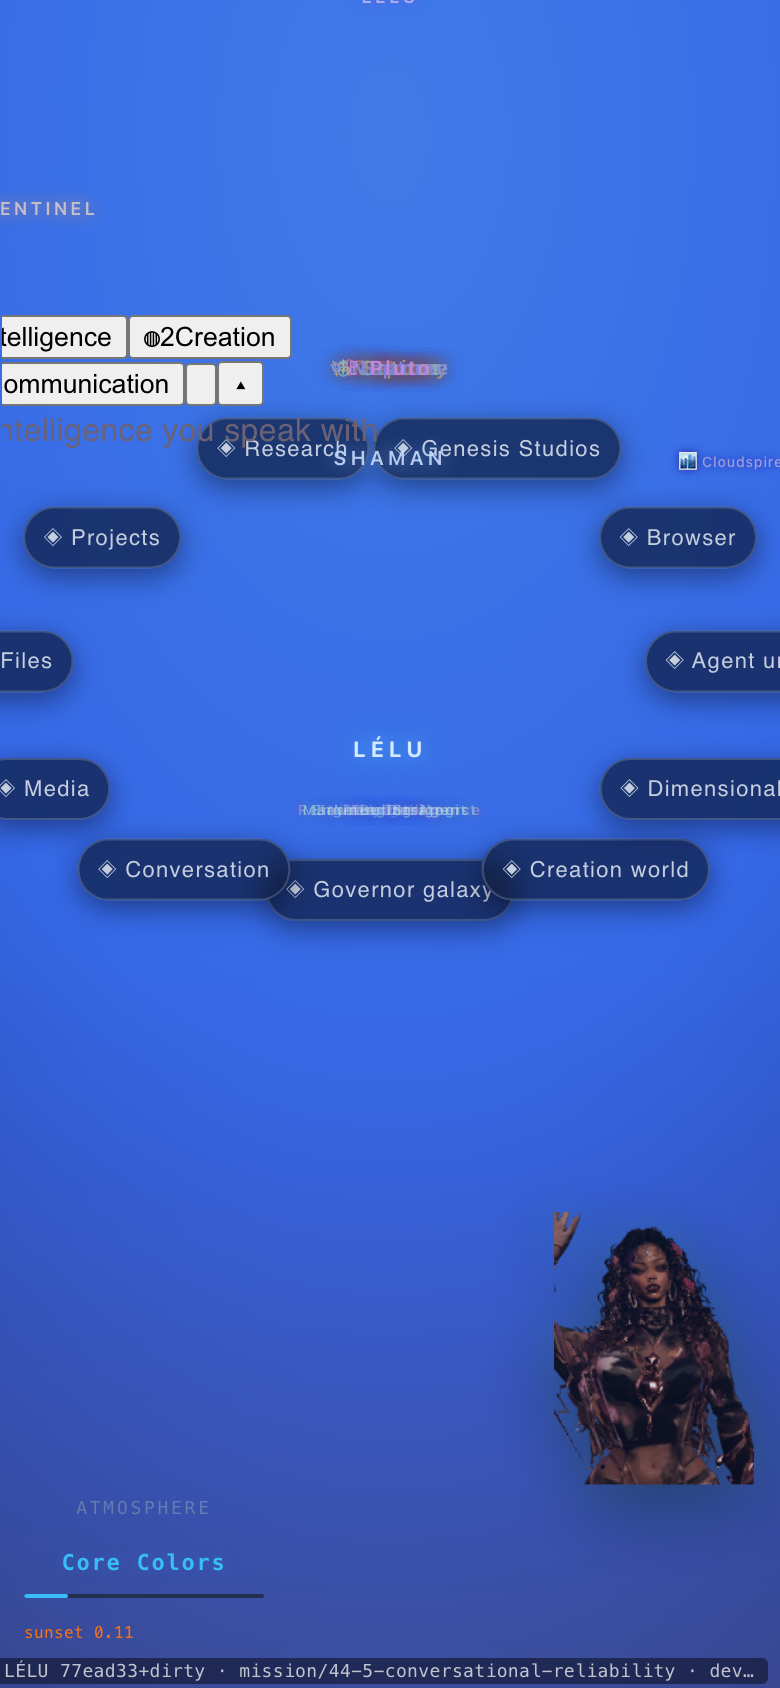 LÉLU
ENTINEL
telligence ◍2Creation
ommunication ▲
ntelligence you speak with
Pluto
◈ Research
◈ Genesis Studios
SHAMAN
Cloudspire
◈ Projects
◈ Browser
Files
◈ Agent u
LÉLU
◈ Media
◈ Dimensional
◈ Conversation
◈ Governor galaxy
◈ Creation world
ATMOSPHERE
Core Colors
sunset 0.11
LÉLU 77ead33+dirty · mission/44-5-conversational-reliability · dev…